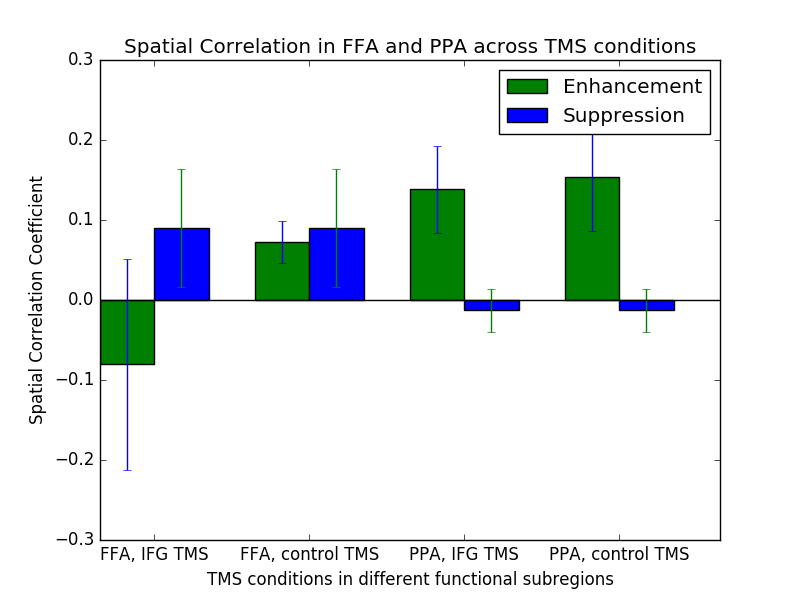 Spatial Correlation in FFA and PPA across TMS conditions
Enhancement
Suppression
Spatial Correlation Coefficient
0.3
0.2
0.1
0.0
−0.1
−0.2
−0.3
FFA, IFG TMS
FFA, control TMS
PPA, IFG TMS
PPA, control TMS
TMS conditions in different functional subregions